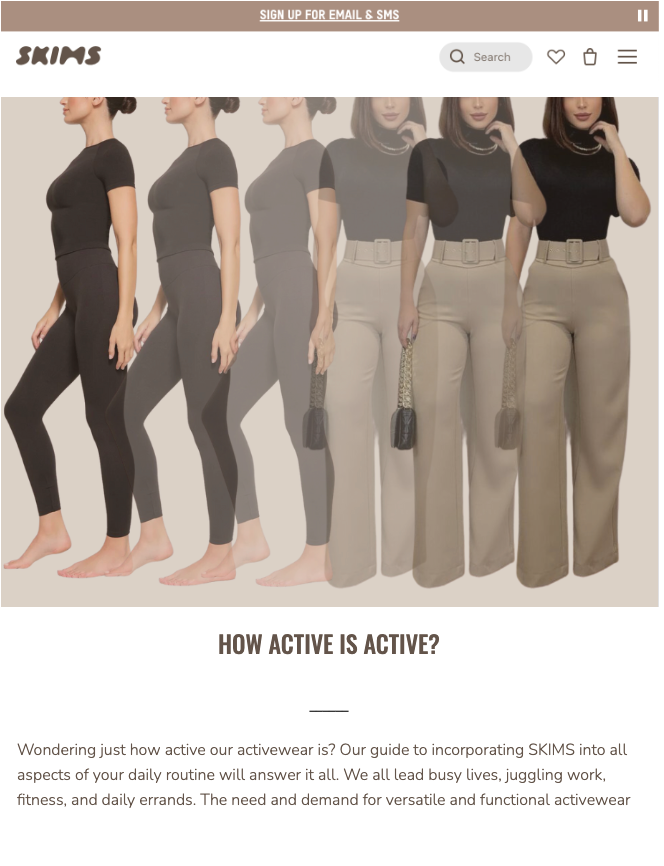 SIGN UP FOR EMAIL & SMS
SKIMS
Search
HOW ACTIVE IS ACTIVE?
Wondering just how active our activewear is? Our guide to incorporating SKIMS into all
aspects of your daily routine will answer it all. We all lead busy lives, juggling work,
fitness, and daily errands. The need and demand for versatile and functional activewear